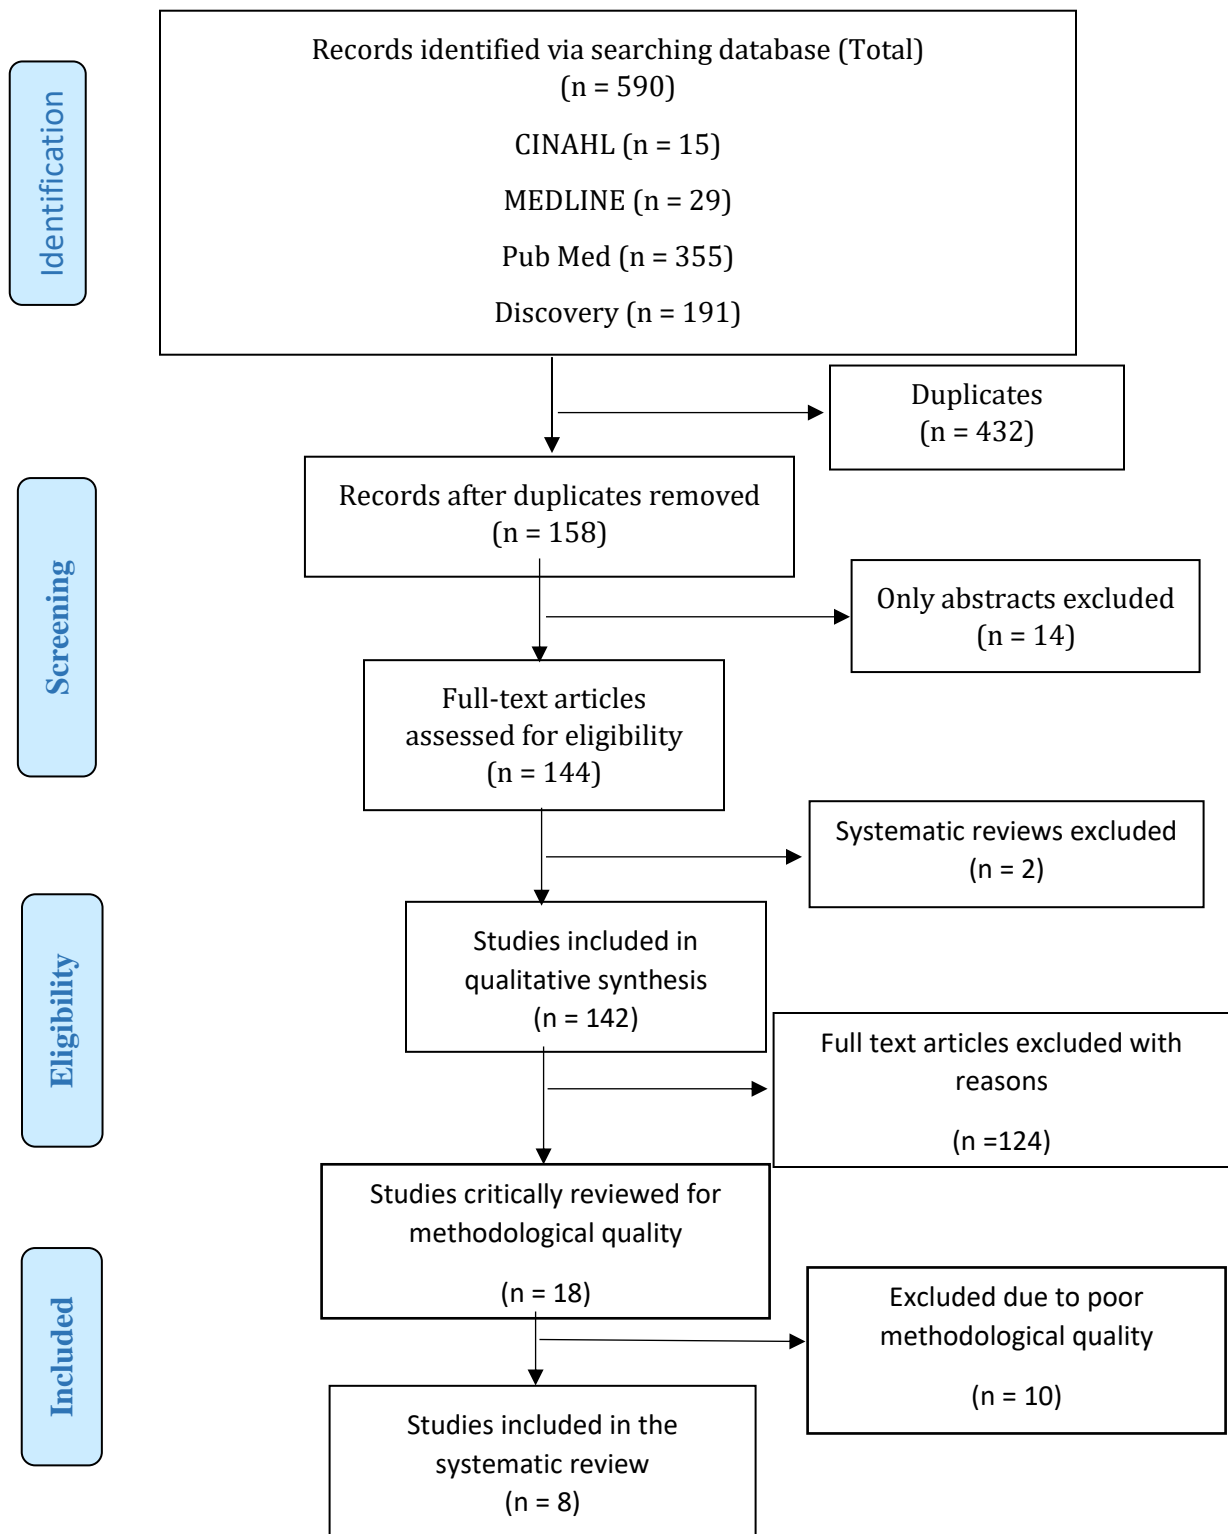 Identification
Records identified via searching database (Total)
(n = 590)
CINAHL (n = 15)
MEDLINE (n = 29)
Pub Med (n = 355)
Discovery (n = 191)
Duplicates
(n = 432)
Screening
Records after duplicates removed
(n = 158)
Only abstracts excluded
(n = 14)
Full-text articles
assessed for eligibility
(n = 144)
Systematic reviews excluded
(n = 2)
Eligibility
Studies included in
qualitative synthesis
(n = 142)
Full text articles excluded with
reasons
(n =124)
Studies critically reviewed for
methodological quality
(n = 18)
Included
Excluded due to poor
methodological quality
(n = 10)
Studies included in the
systematic review
(n = 8)